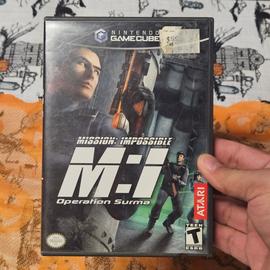 NINTENDO
GAMECUBE
MISSION: IMPOSSIBLE
M:I
Operation Surma
ATARI
TEEN
T